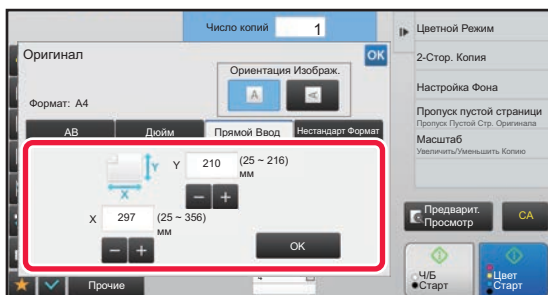 Число копий 1
Оригинал
OK
Ориентация Изображ.
A A
Формат: A4
AB Дюйм Прямой Ввод Нестандарт Формат
Y
X
Y 210 (25 ~ 216)
мм
X 297 (25 ~ 356)
мм
OK
Прочие
Цветной Режим
2-Стор. Копия
Настройка Фона
Пропуск пустой страници
Пропуск Пустой Стр. Оригинала
Масштаб
Увеличить/Уменьшить Копию
Предварит.
Просмотр
CA
Ч/Б
Старт
Цвет
Старт